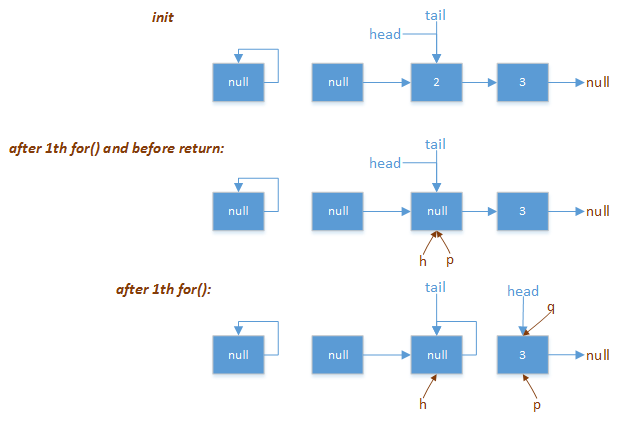 init
tail
head
null null 2 3 null
after 1th for() and before return:
tail
head
null null null 3 null
h p
after 1th for():
tail
head
q
null null null 3 null
h p